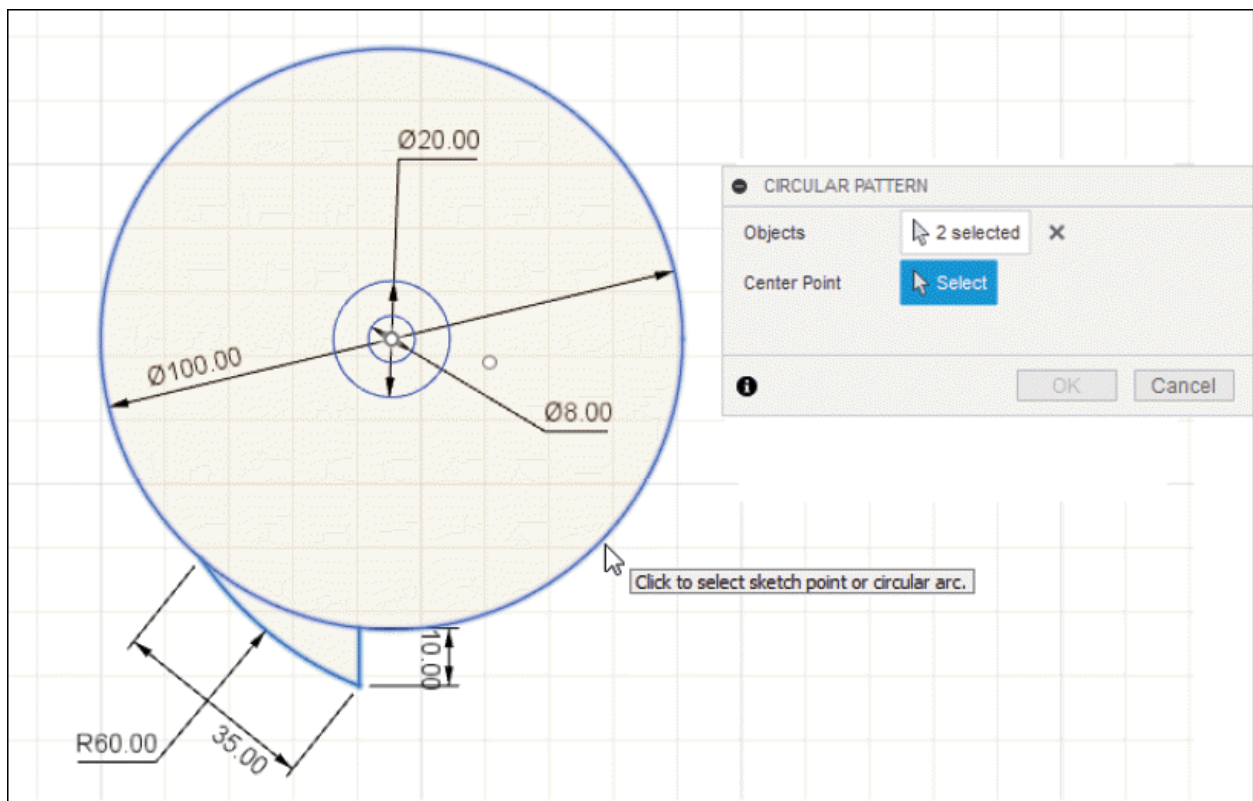 Ø20.00
Ø100.00
Ø8.00
10.00
R60.00
35.00
CIRCULAR PATTERN
Objects
2 selected
Center Point
Select
OK
Cancel
Click to select sketch point or circular arc.